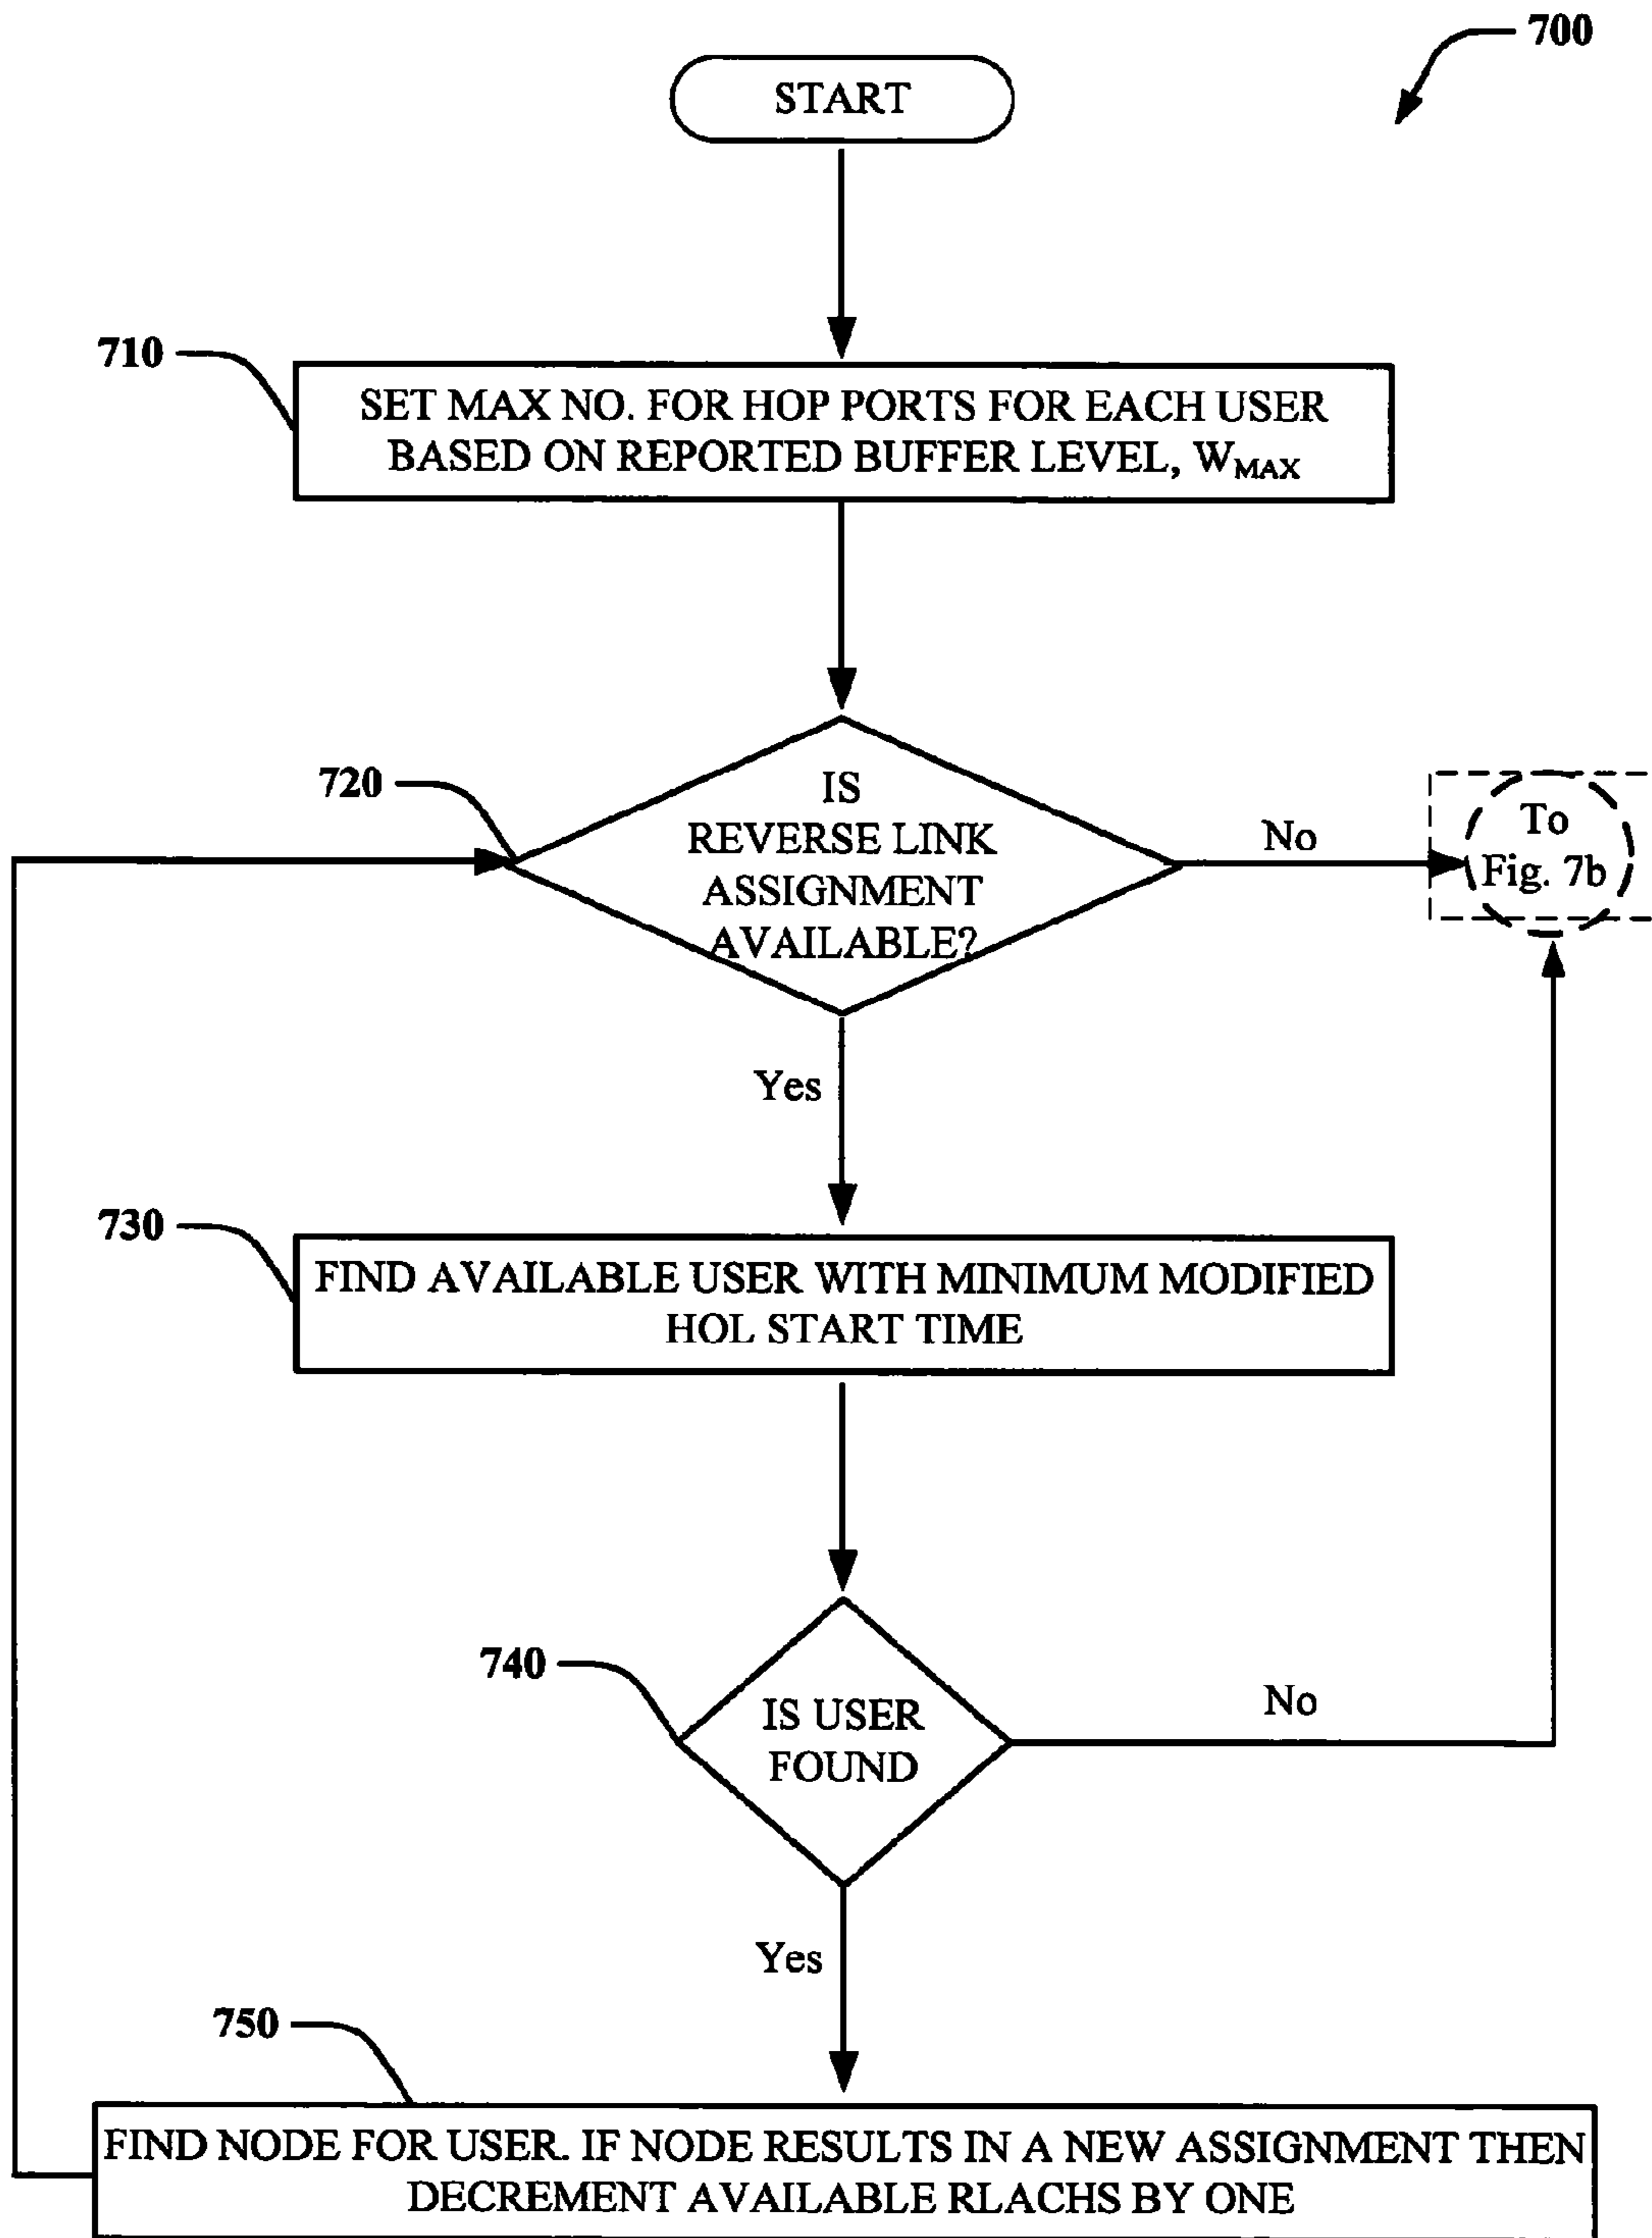 700
START
710
SET MAX NO. FOR HOP PORTS FOR EACH USER
BASED ON REPORTED BUFFER LEVEL, WMAX
720
IS
REVERSE LINK
ASSIGNMENT
AVAILABLE?
No
To
Fig. 7b
Yes
730
FIND AVAILABLE USER WITH MINIMUM MODIFIED
HOL START TIME
740
IS USER
FOUND
No
Yes
750
FIND NODE FOR USER. IF NODE RESULTS IN A NEW ASSIGNMENT THEN
DECREMENT AVAILABLE RLACHS BY ONE